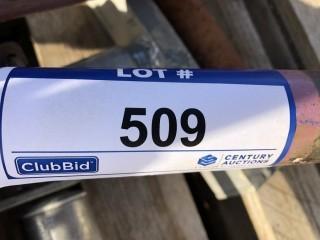 LOT #
509
ClubBid
CENTURY
AUCTIONS